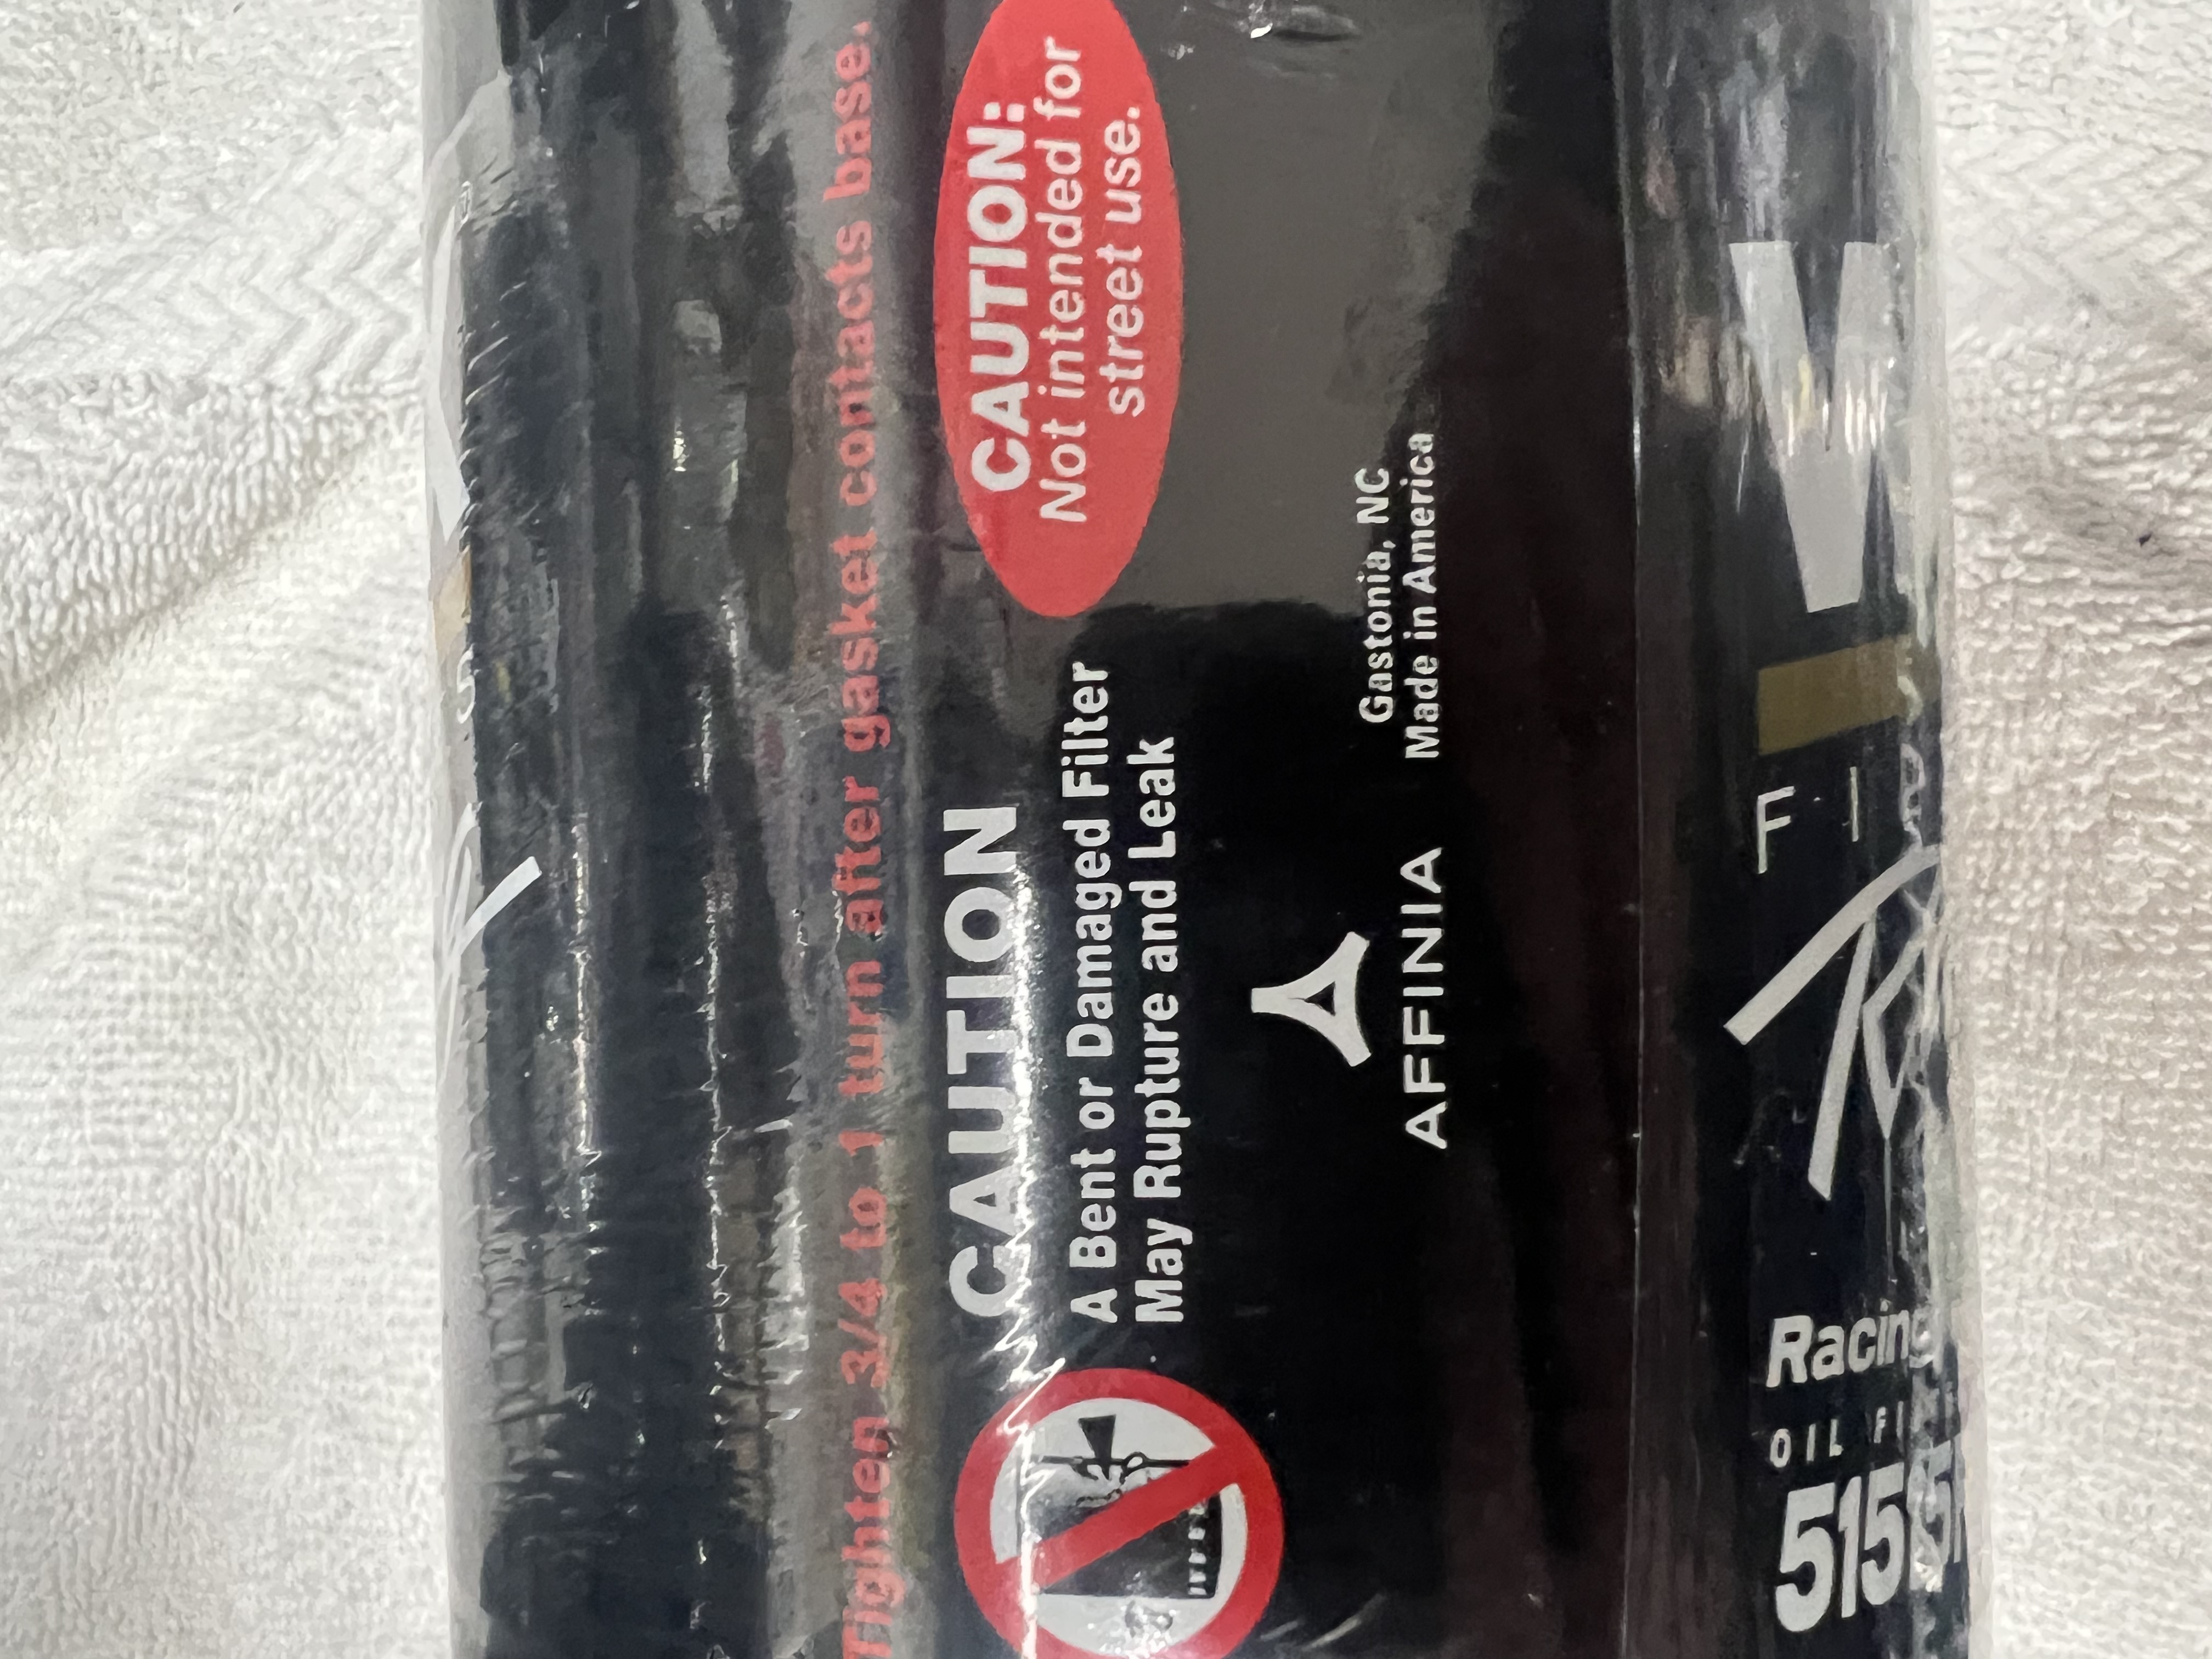 Tighten 3/4 to 1 turn after gasket contacts base.
CAUTION:
Not intended for
street use.
CAUTION
A Bent or Damaged Filter
May Rupture and Leak
AFFINIA
Gastonia, NC
Made in America
Racing
OIL